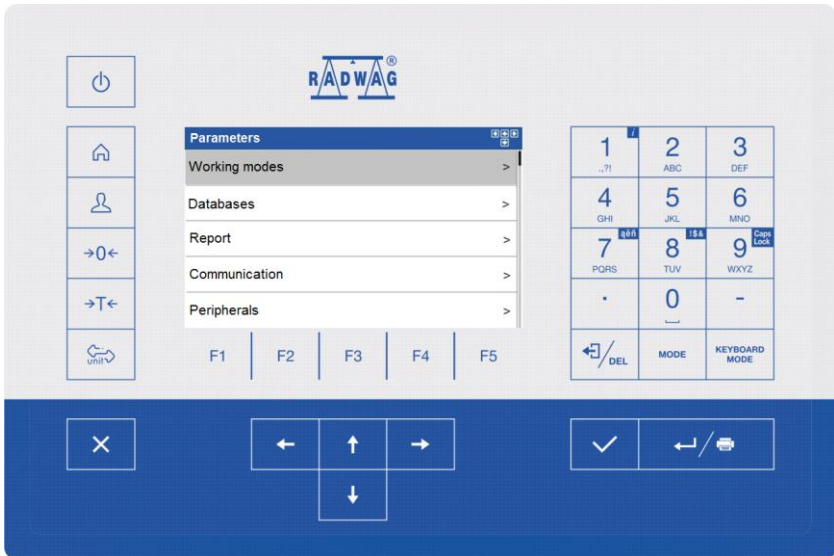 RADWAG®
Parameters
Working modes >
Databases >
Report >
Communication >
Peripherals >
F1 F2 F3 F4 F5
unit
→0←
→T←
1 i
.,?!
2
ABC
3
DEF
4
GHI
5
JKL
6
MNO
7 ąèñ
PQRS
8 !$&
TUV
9 Caps Lock
WXYZ
.
0
-
/DEL
MODE
KEYBOARD
MODE